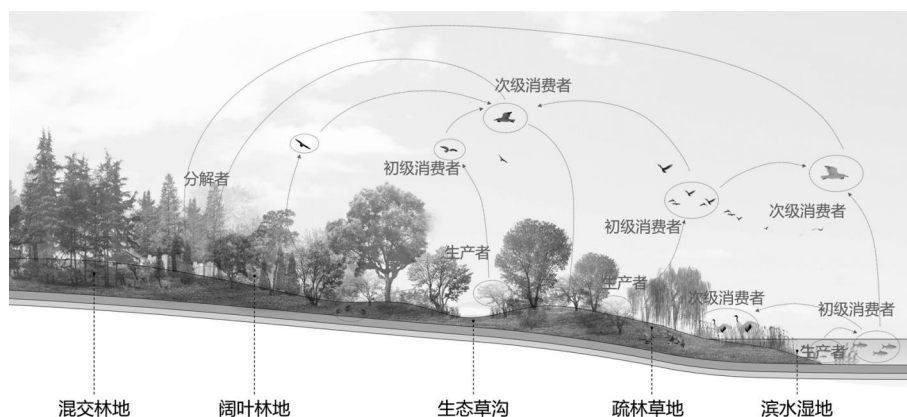 次级消费者
分解者
初级消费者
次级消费者
初级消费者
生产者
生产者
次级消费者
初级消费者
生产者
混交林地
阔叶林地
生态草沟
疏林草地
滨水湿地